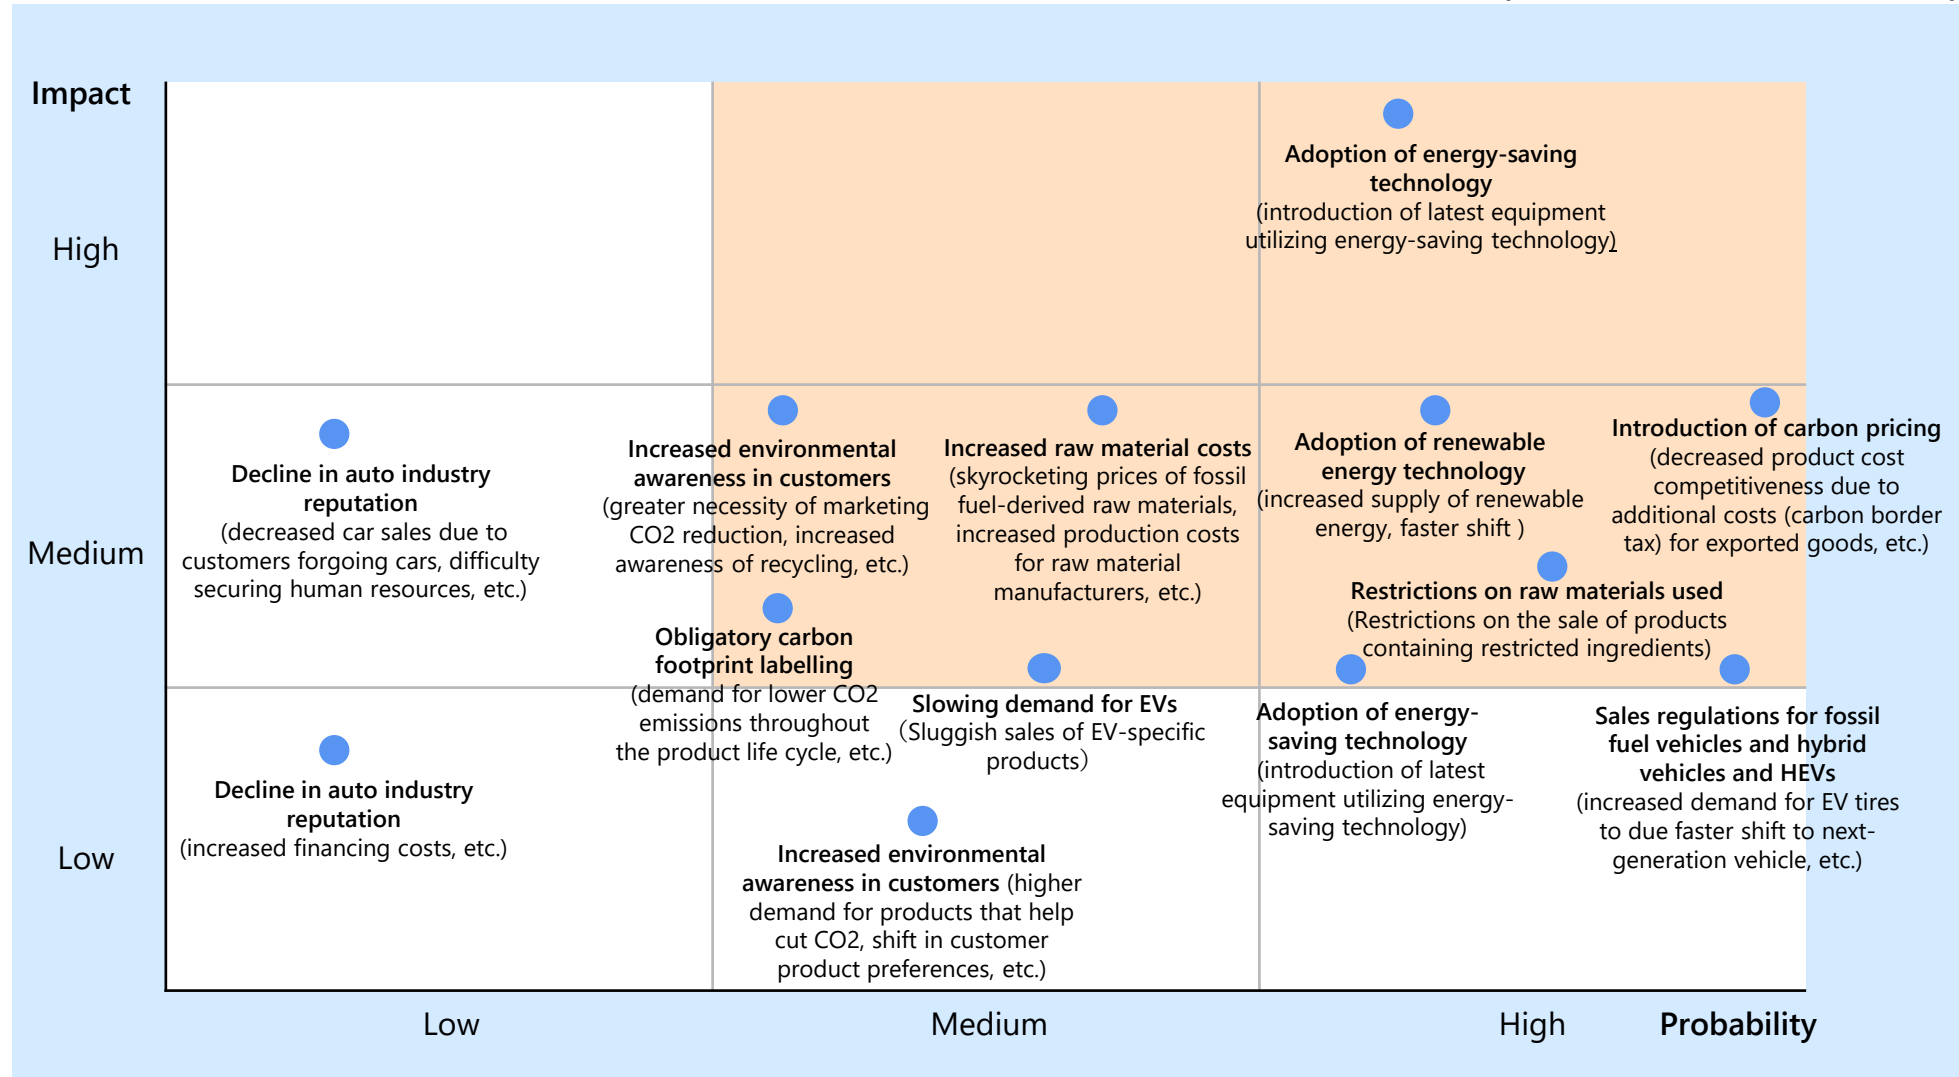 Impact
High
Medium
Low
Adoption of energy-saving
technology
(introduction of latest equipment
utilizing energy-saving technology)
Decline in auto industry
reputation
(decreased car sales due to
customers forgoing cars, difficulty
securing human resources, etc.)
Increased environmental
awareness in customers
(greater necessity of marketing
CO2 reduction, increased
awareness of recycling, etc.)
Increased raw material costs
(skyrocketing prices of fossil
fuel-derived raw materials,
increased production costs
for raw material
manufacturers, etc.)
Adoption of renewable
energy technology
(increased supply of renewable
energy, faster shift )
Introduction of carbon pricing
(decreased product cost
competitiveness due to
additional costs (carbon border
tax) for exported goods, etc.)
Restrictions on raw materials used
(Restrictions on the sale of products
containing restricted ingredients)
Obligatory carbon
footprint labelling
(demand for lower CO2
emissions throughout
the product life cycle, etc.)
Slowing demand for EVs
（Sluggish sales of EV-specific
products）
Adoption of energy-
saving technology
(introduction of latest
equipment utilizing energy-
saving technology)
Sales regulations for fossil
fuel vehicles and hybrid
vehicles and HEVs
(increased demand for EV tires
to due faster shift to next-
generation vehicle, etc.)
Decline in auto industry
reputation
(increased financing costs, etc.)
Increased environmental
awareness in customers (higher
demand for products that help
cut CO2, shift in customer
product preferences, etc.)
Low
Medium
High
Probability